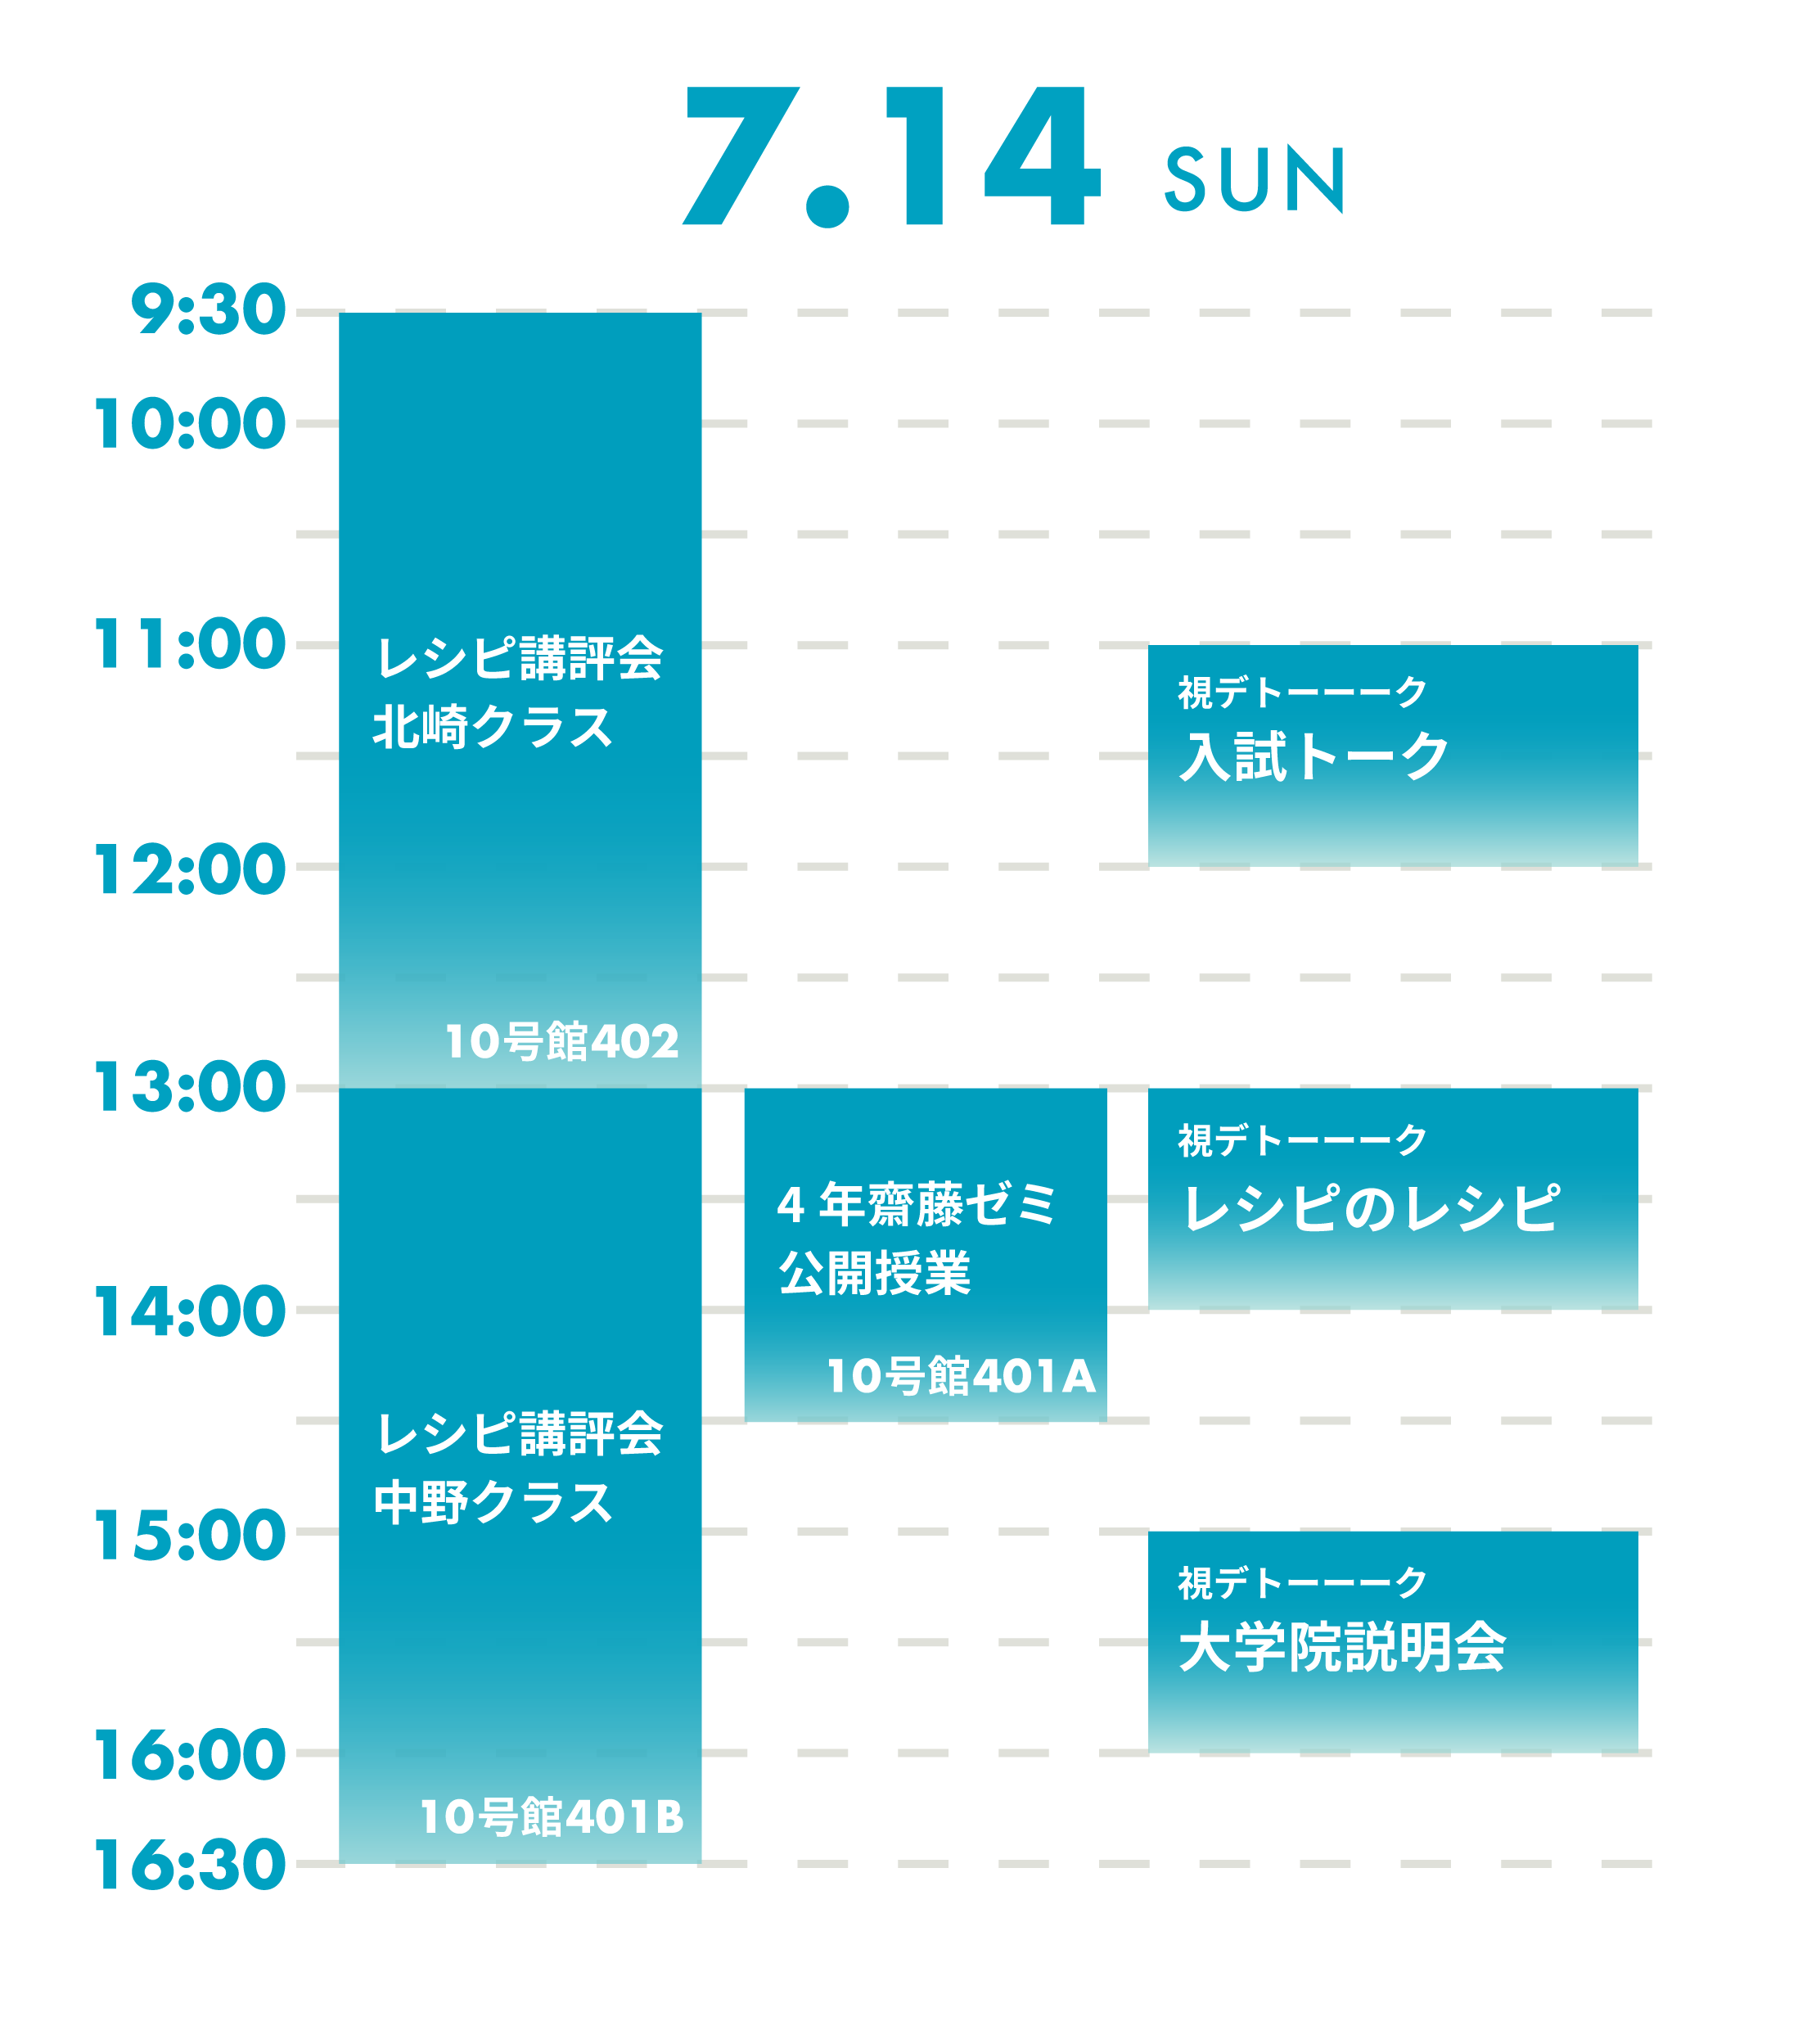 7.14 SUN
9:30
10:00
11:00
12:00
13:00
14:00
15:00
16:00
16:30
レシピ講評会
北崎クラス
10号館402
レシピ講評会
中野クラス
10号館401B
4年齋藤ゼミ
公開授業
10号館401A
視デトーーーク
入試トーク
視デトーーーク
レシピのレシピ
視デトーーーク
大学院説明会